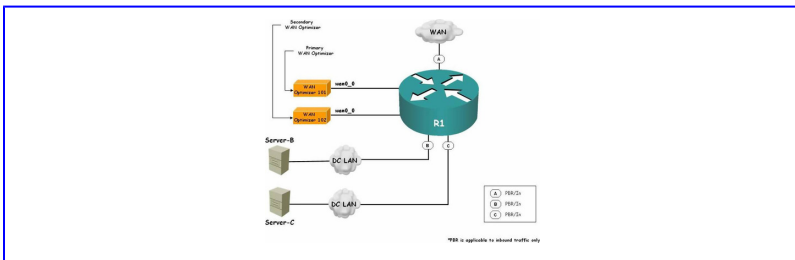 Secondary
WAN Optimizer
Primary
WAN Optimizer
WAN
A
WAN
Optimizer 101
wan0_0
WAN
Optimizer 102
wan0_0
R1
Server-B
DC LAN
B
C
DC LAN
Server-C
A PBR/In
B PBR/In
C PBR/In
*PBR is applicable to inbound traffic only